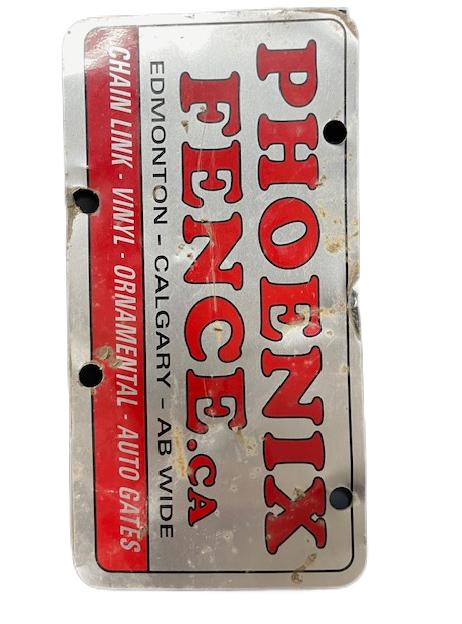 PHOENIX
FENCE.CA
EDMONTON - CALGARY - AB WIDE
CHAIN LINK - VINYL - ORNAMENTAL - AUTO GATES